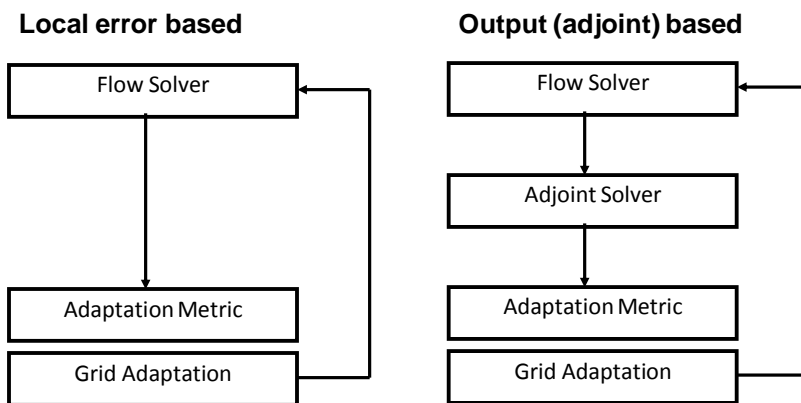 Local error based
Flow Solver
Adaptation Metric
Grid Adaptation
Output (adjoint) based
Flow Solver
Adjoint Solver
Adaptation Metric
Grid Adaptation